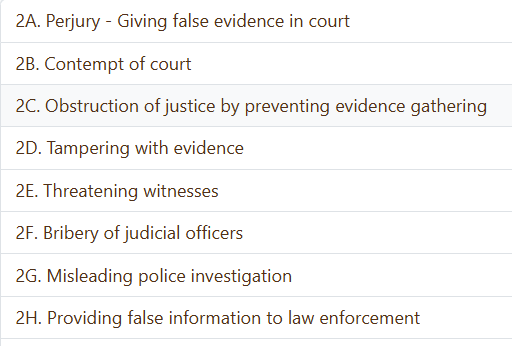 2A. Perjury - Giving false evidence in court
2B. Contempt of court
2C. Obstruction of justice by preventing evidence gathering
2D. Tampering with evidence
2E. Threatening witnesses
2F. Bribery of judicial officers
2G. Misleading police investigation
2H. Providing false information to law enforcement